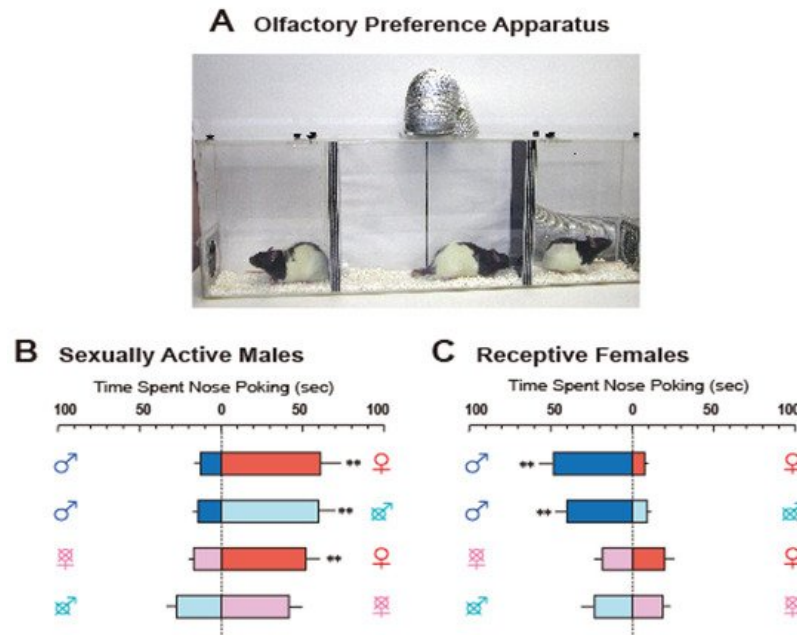 A Olfactory Preference Apparatus
B Sexually Active Males
Time Spent Nose Poking (sec)
100 50 0 50 100
♂ ** ♀
♂ ** ♂
♀ ** ♀
♂ ♀
C Receptive Females
Time Spent Nose Poking (sec)
100 50 0 50 100
♂ ** ♀
♂ ** ♂
♀ ♀
♂ ♀